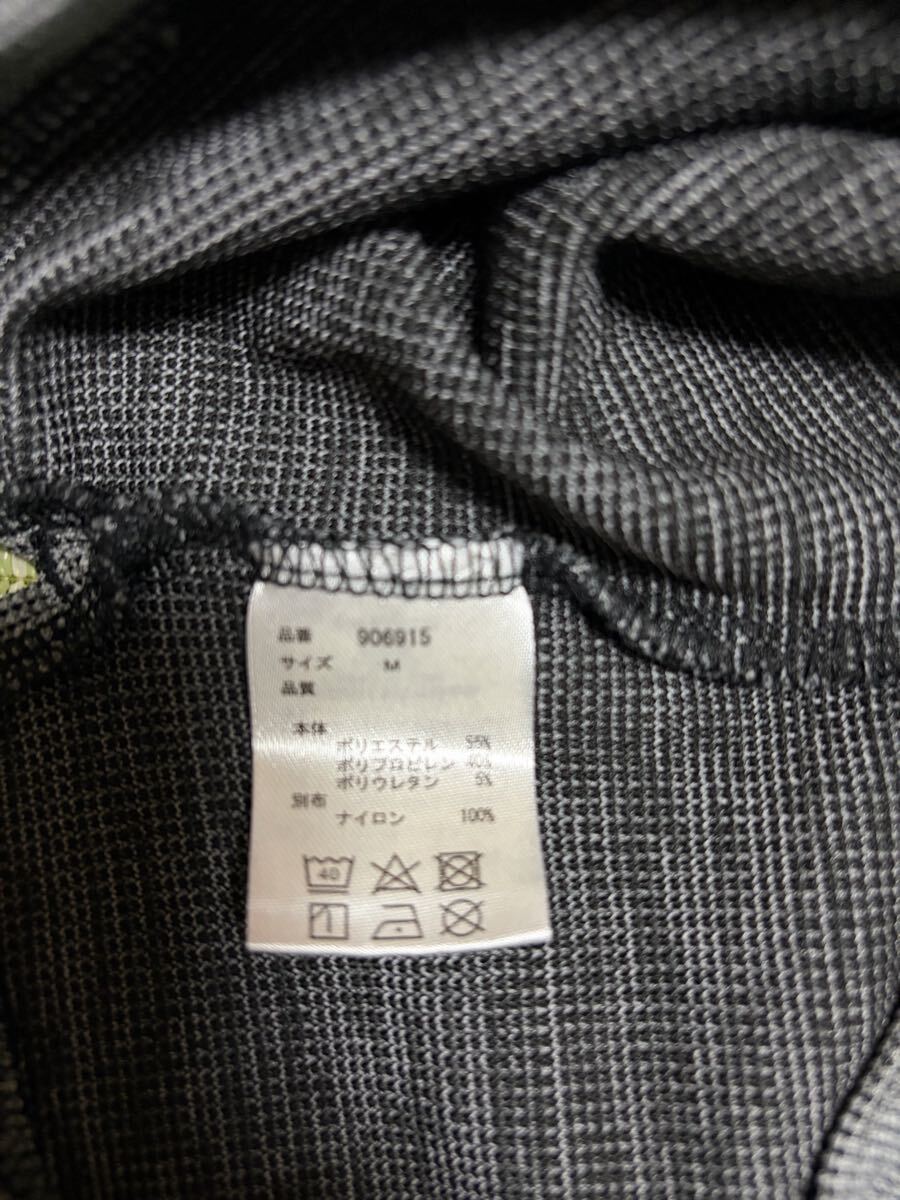 品番 906915
サイズ M
品質
本体
ポリエステル 55%
ポリプロピレン 40%
ポリウレタン 5%
別布
ナイロン 100%
40